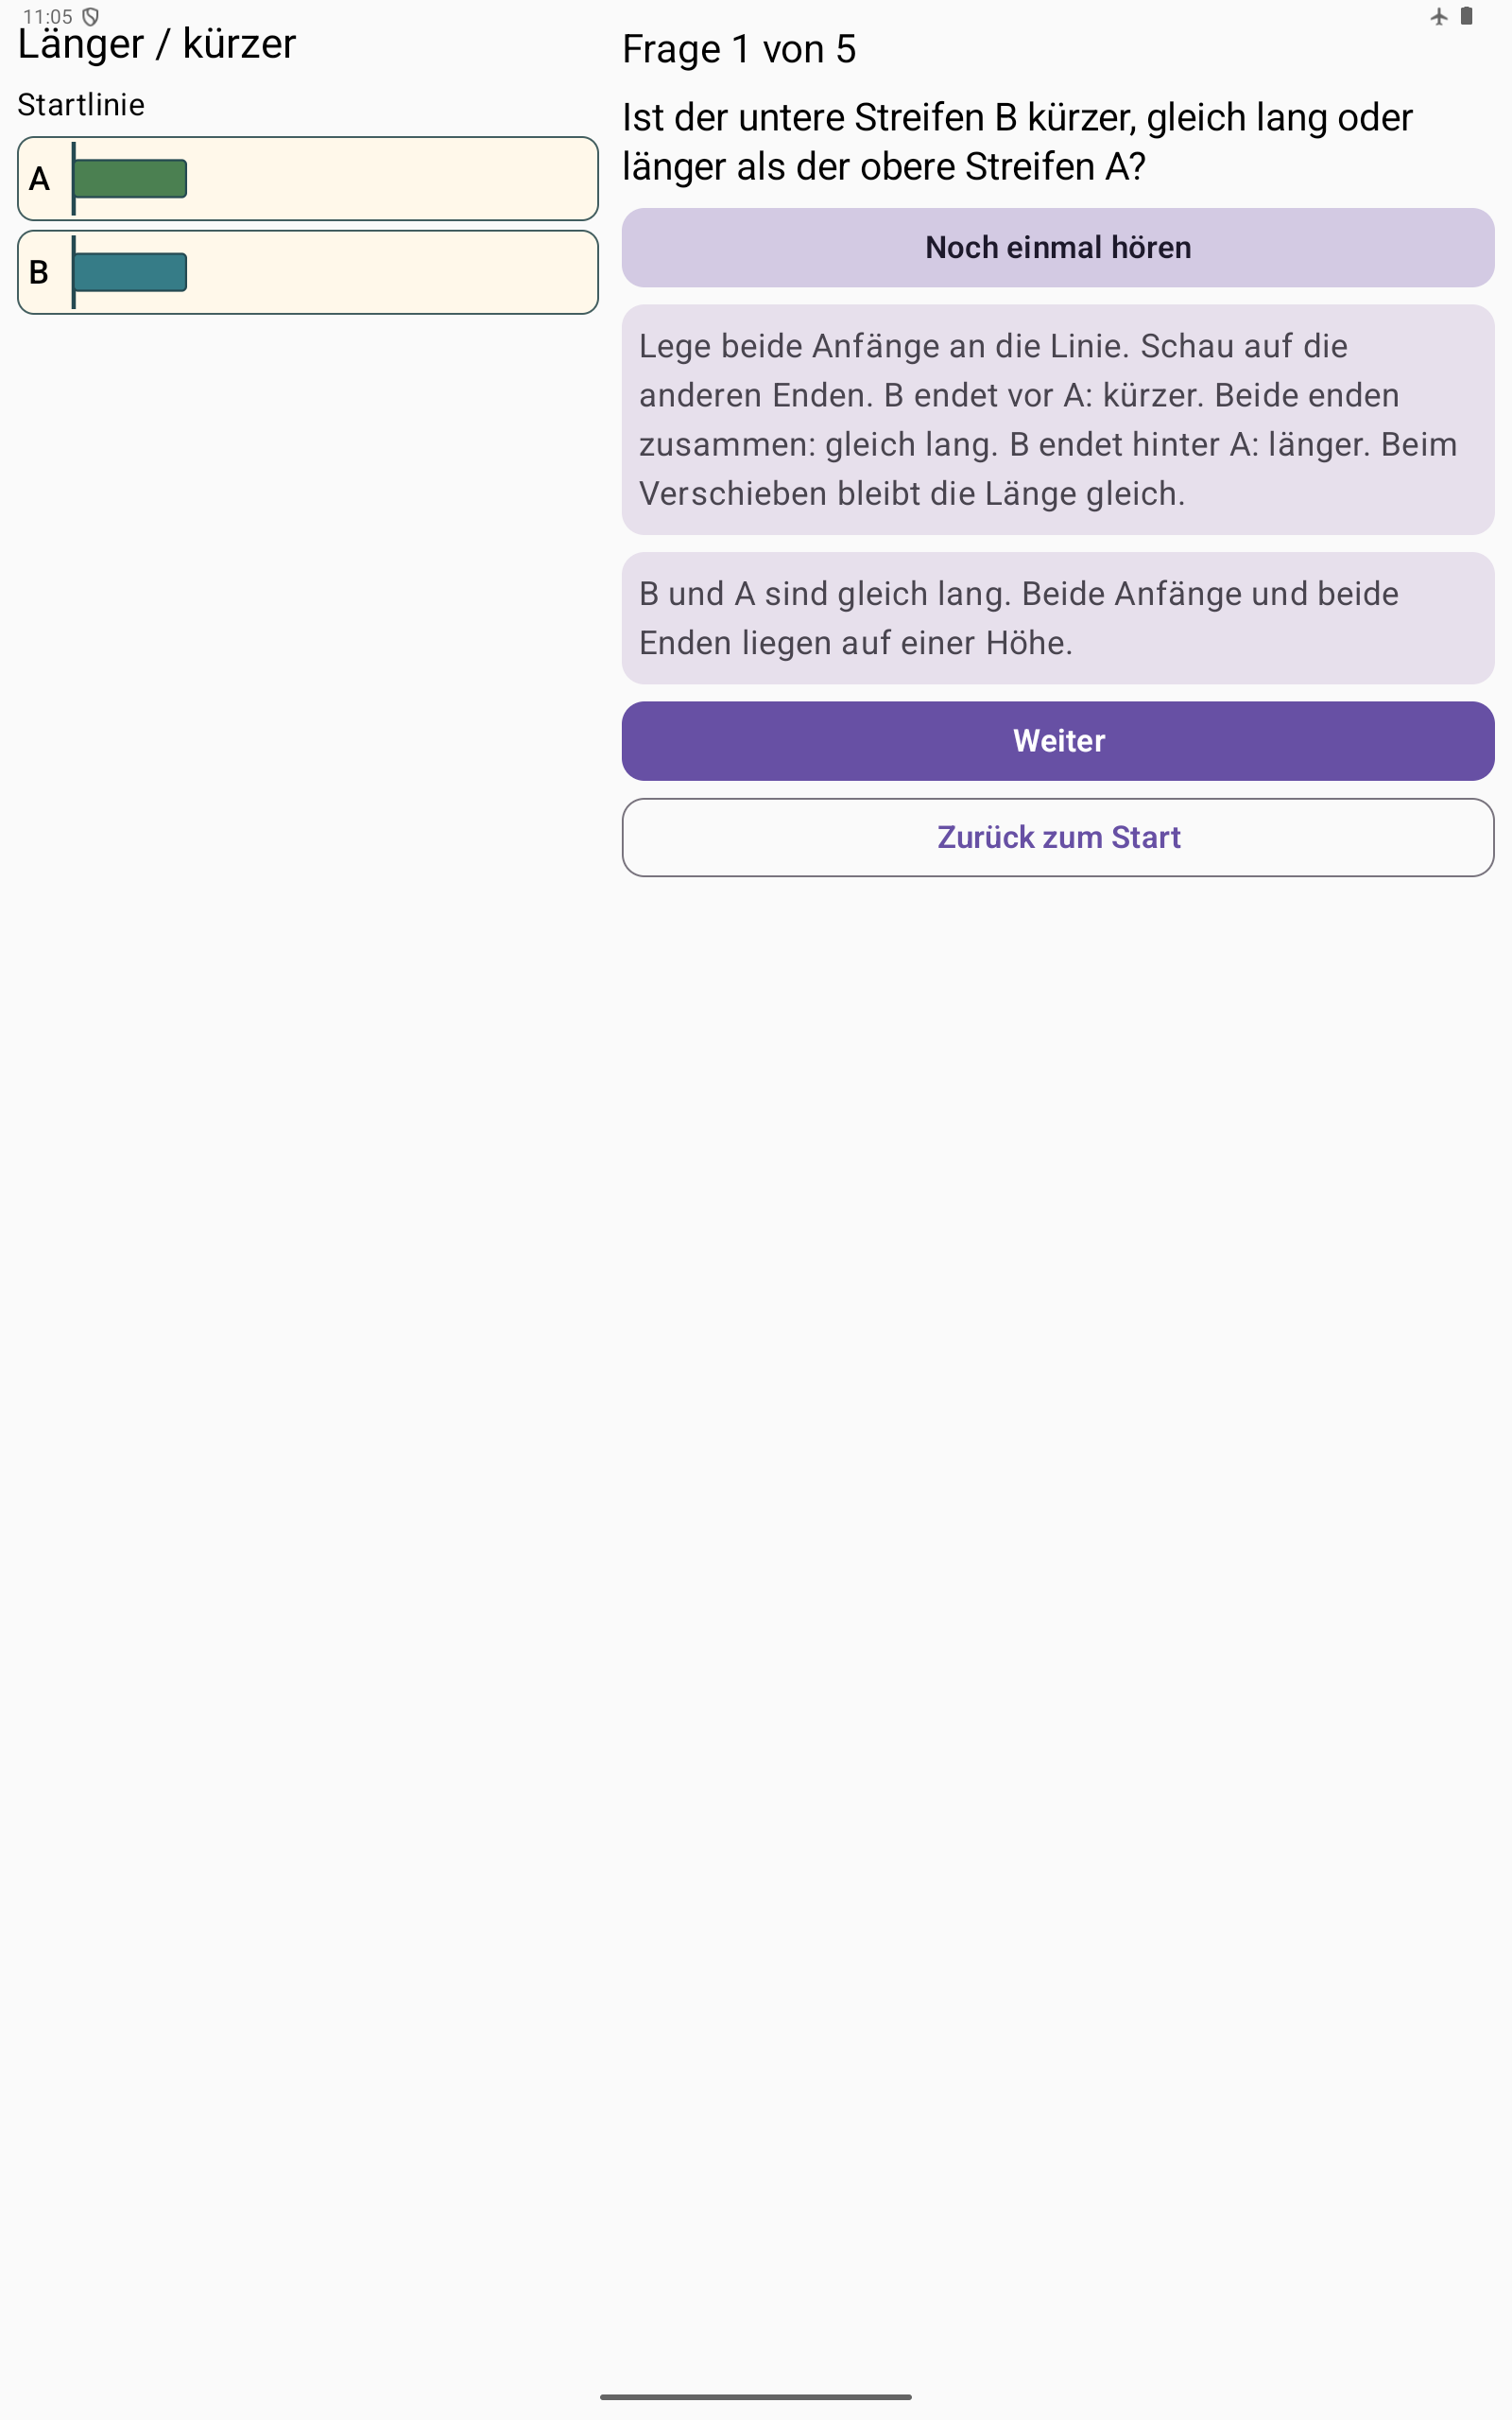 11:05
Länger / kürzer
Startlinie
A
B
Frage 1 von 5
Ist der untere Streifen B kürzer, gleich lang oder
länger als der obere Streifen A?
Noch einmal hören
Lege beide Anfänge an die Linie. Schau auf die
anderen Enden. B endet vor A: kürzer. Beide enden
zusammen: gleich lang. B endet hinter A: länger. Beim
Verschieben bleibt die Länge gleich.
B und A sind gleich lang. Beide Anfänge und beide
Enden liegen auf einer Höhe.
Weiter
Zurück zum Start